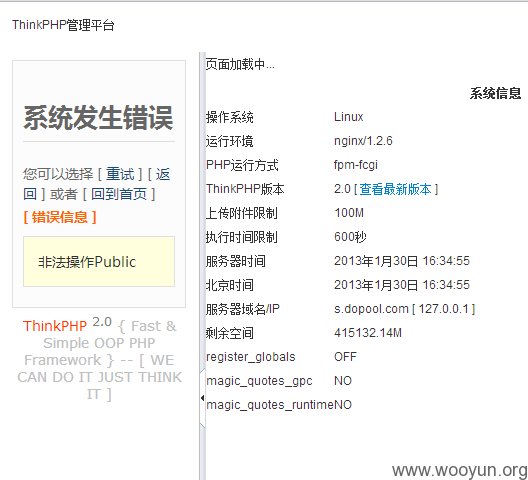 ThinkPHP管理平台
系统发生错误
您可以选择 [ 重试 ] [ 返
回 ] 或者 [ 回到首页 ]
[ 错误信息 ]
非法操作Public
ThinkPHP 2.0 { Fast &
Simple OOP PHP
Framework } -- [ WE
CAN DO IT JUST THINK
IT ]
页面加载中...
系统信息
操作系统 Linux
运行环境 nginx/1.2.6
PHP运行方式 fpm-fcgi
ThinkPHP版本 2.0 [ 查看最新版本 ]
上传附件限制 100M
执行时间限制 600秒
服务器时间 2013年1月30日 16:34:55
北京时间 2013年1月30日 16:34:55
服务器域名/IP s.dopool.com [ 127.0.0.1 ]
剩余空间 415132.14M
register_globals OFF
magic_quotes_gpc NO
magic_quotes_runtime NO
www.wooyun.org